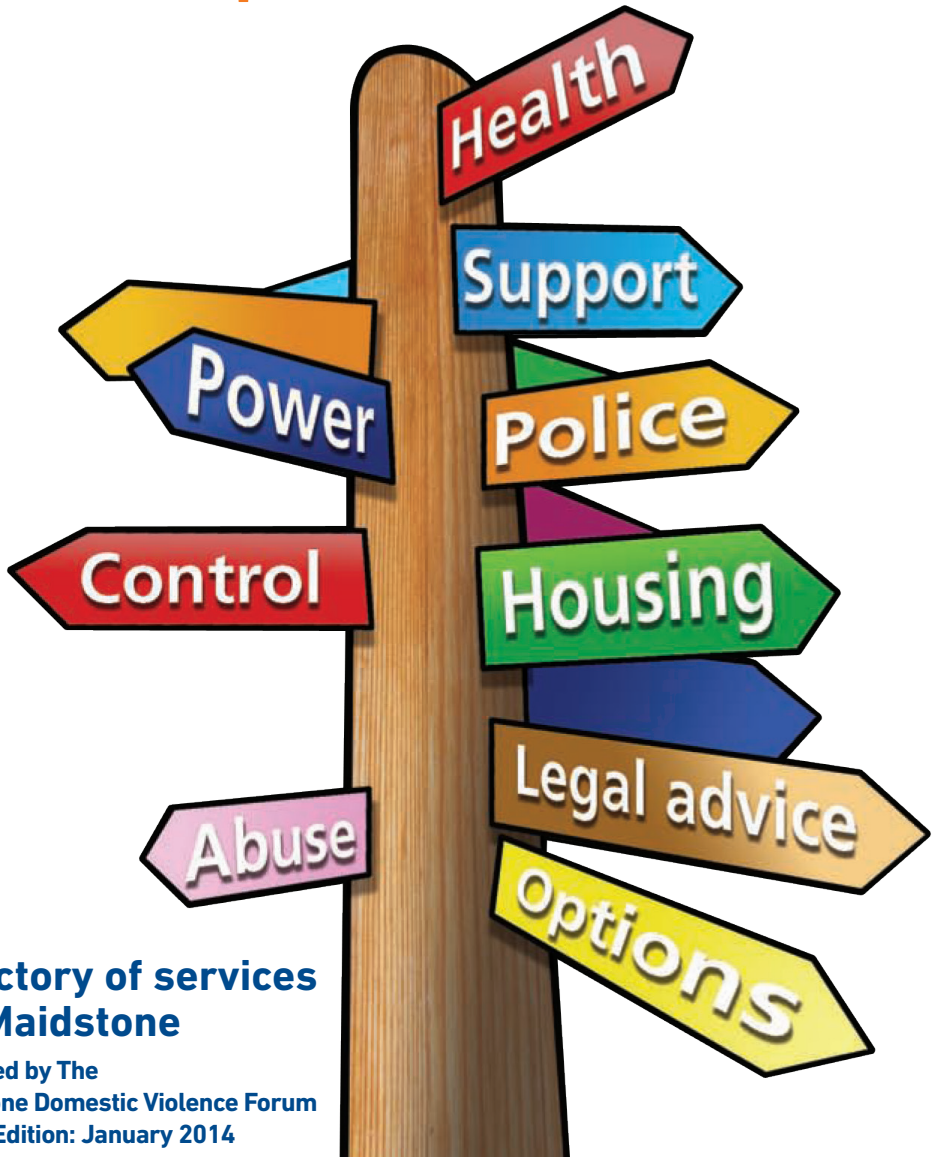 Health
Support
Power
Police
Control
Housing
Legal advice
Abuse
Options
ctory of services
Maidstone
ed by The
one Domestic Violence Forum
Edition: January 2014